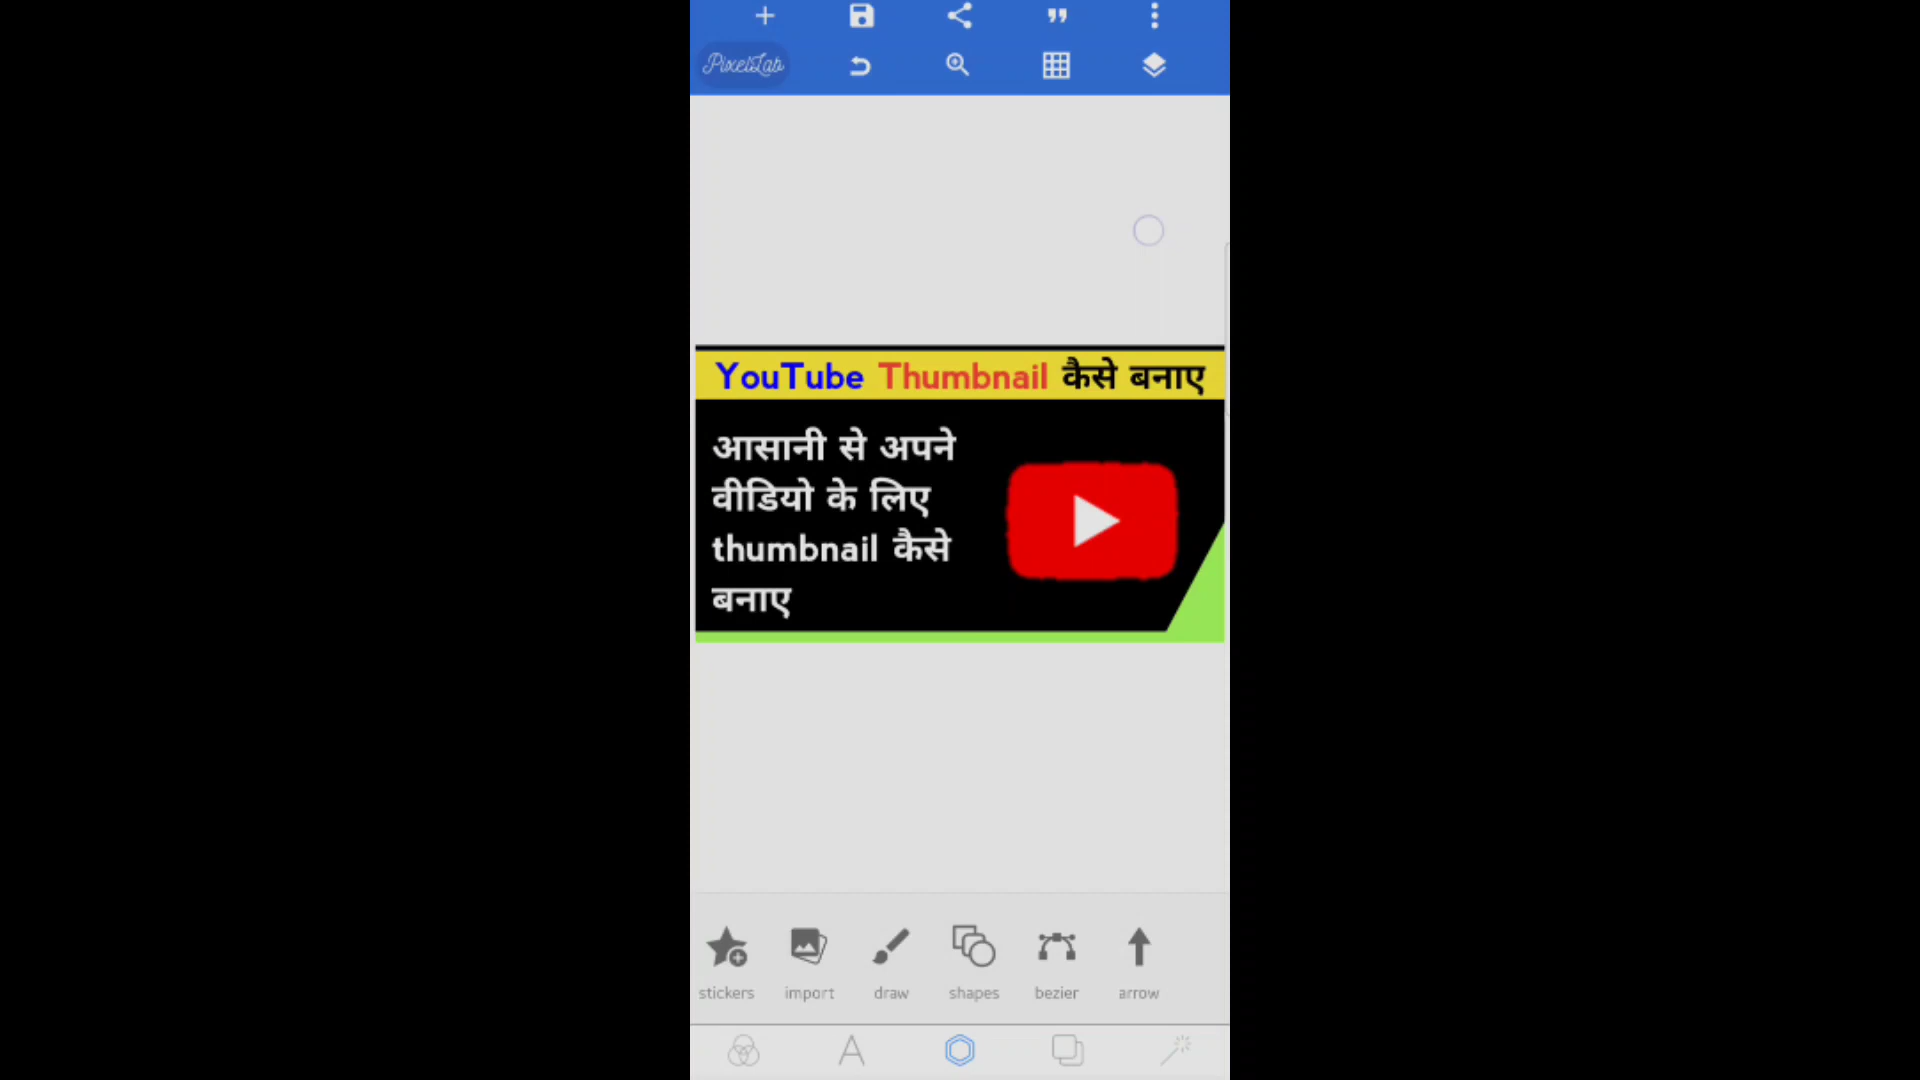 PixelLab
YouTube Thumbnail कैसे बनाए
आसानी से अपने
वीडियो के लिए
thumbnail कैसे
बनाए
stickers import draw shapes bezier arrow